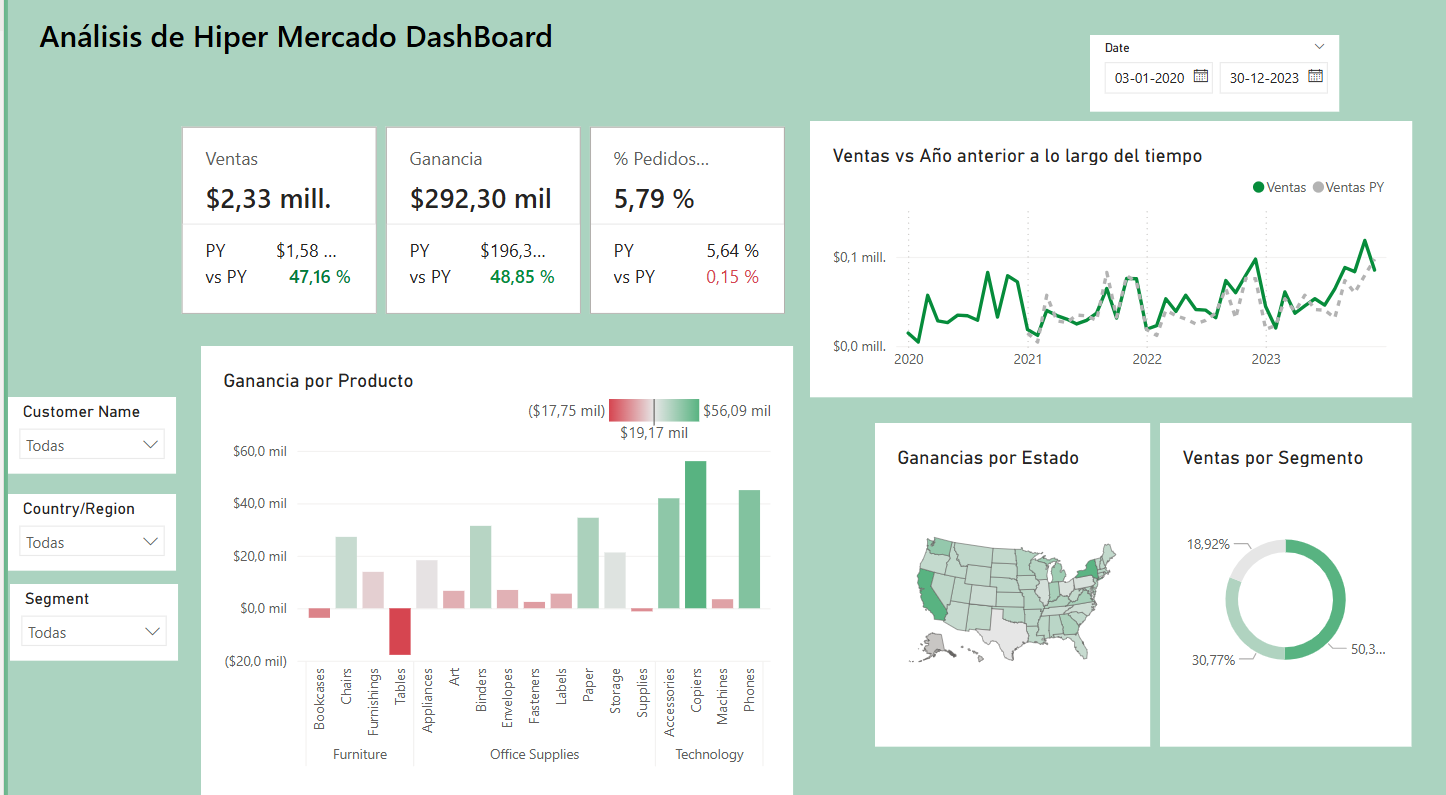 Análisis de Hiper Mercado DashBoard
Date
03-01-2020 30-12-2023
Ventas
$2,33 mill.
PY $1,58 ...
vs PY 47,16 %
Ganancia
$292,30 mil
PY $196,3...
vs PY 48,85 %
% Pedidos...
5,79 %
PY 5,64 %
vs PY 0,15 %
Ventas vs Año anterior a lo largo del tiempo
Ventas Ventas PY
$0,1 mill.
$0,0 mill.
2020 2021 2022 2023
Customer Name
Todas
Country/Region
Todas
Segment
Todas
Ganancia por Producto
($17,75 mil) $56,09 mil
$19,17 mil
$60,0 mil
$40,0 mil
$20,0 mil
$0,0 mil
($20,0 mil)
Bookcases
Chairs
Furnishings
Tables
Appliances
Art
Binders
Envelopes
Fasteners
Labels
Paper
Storage
Supplies
Accessories
Copiers
Machines
Phones
Furniture Office Supplies Technology
Ganancias por Estado
Ventas por Segmento
18,92%
30,77%
50,3...